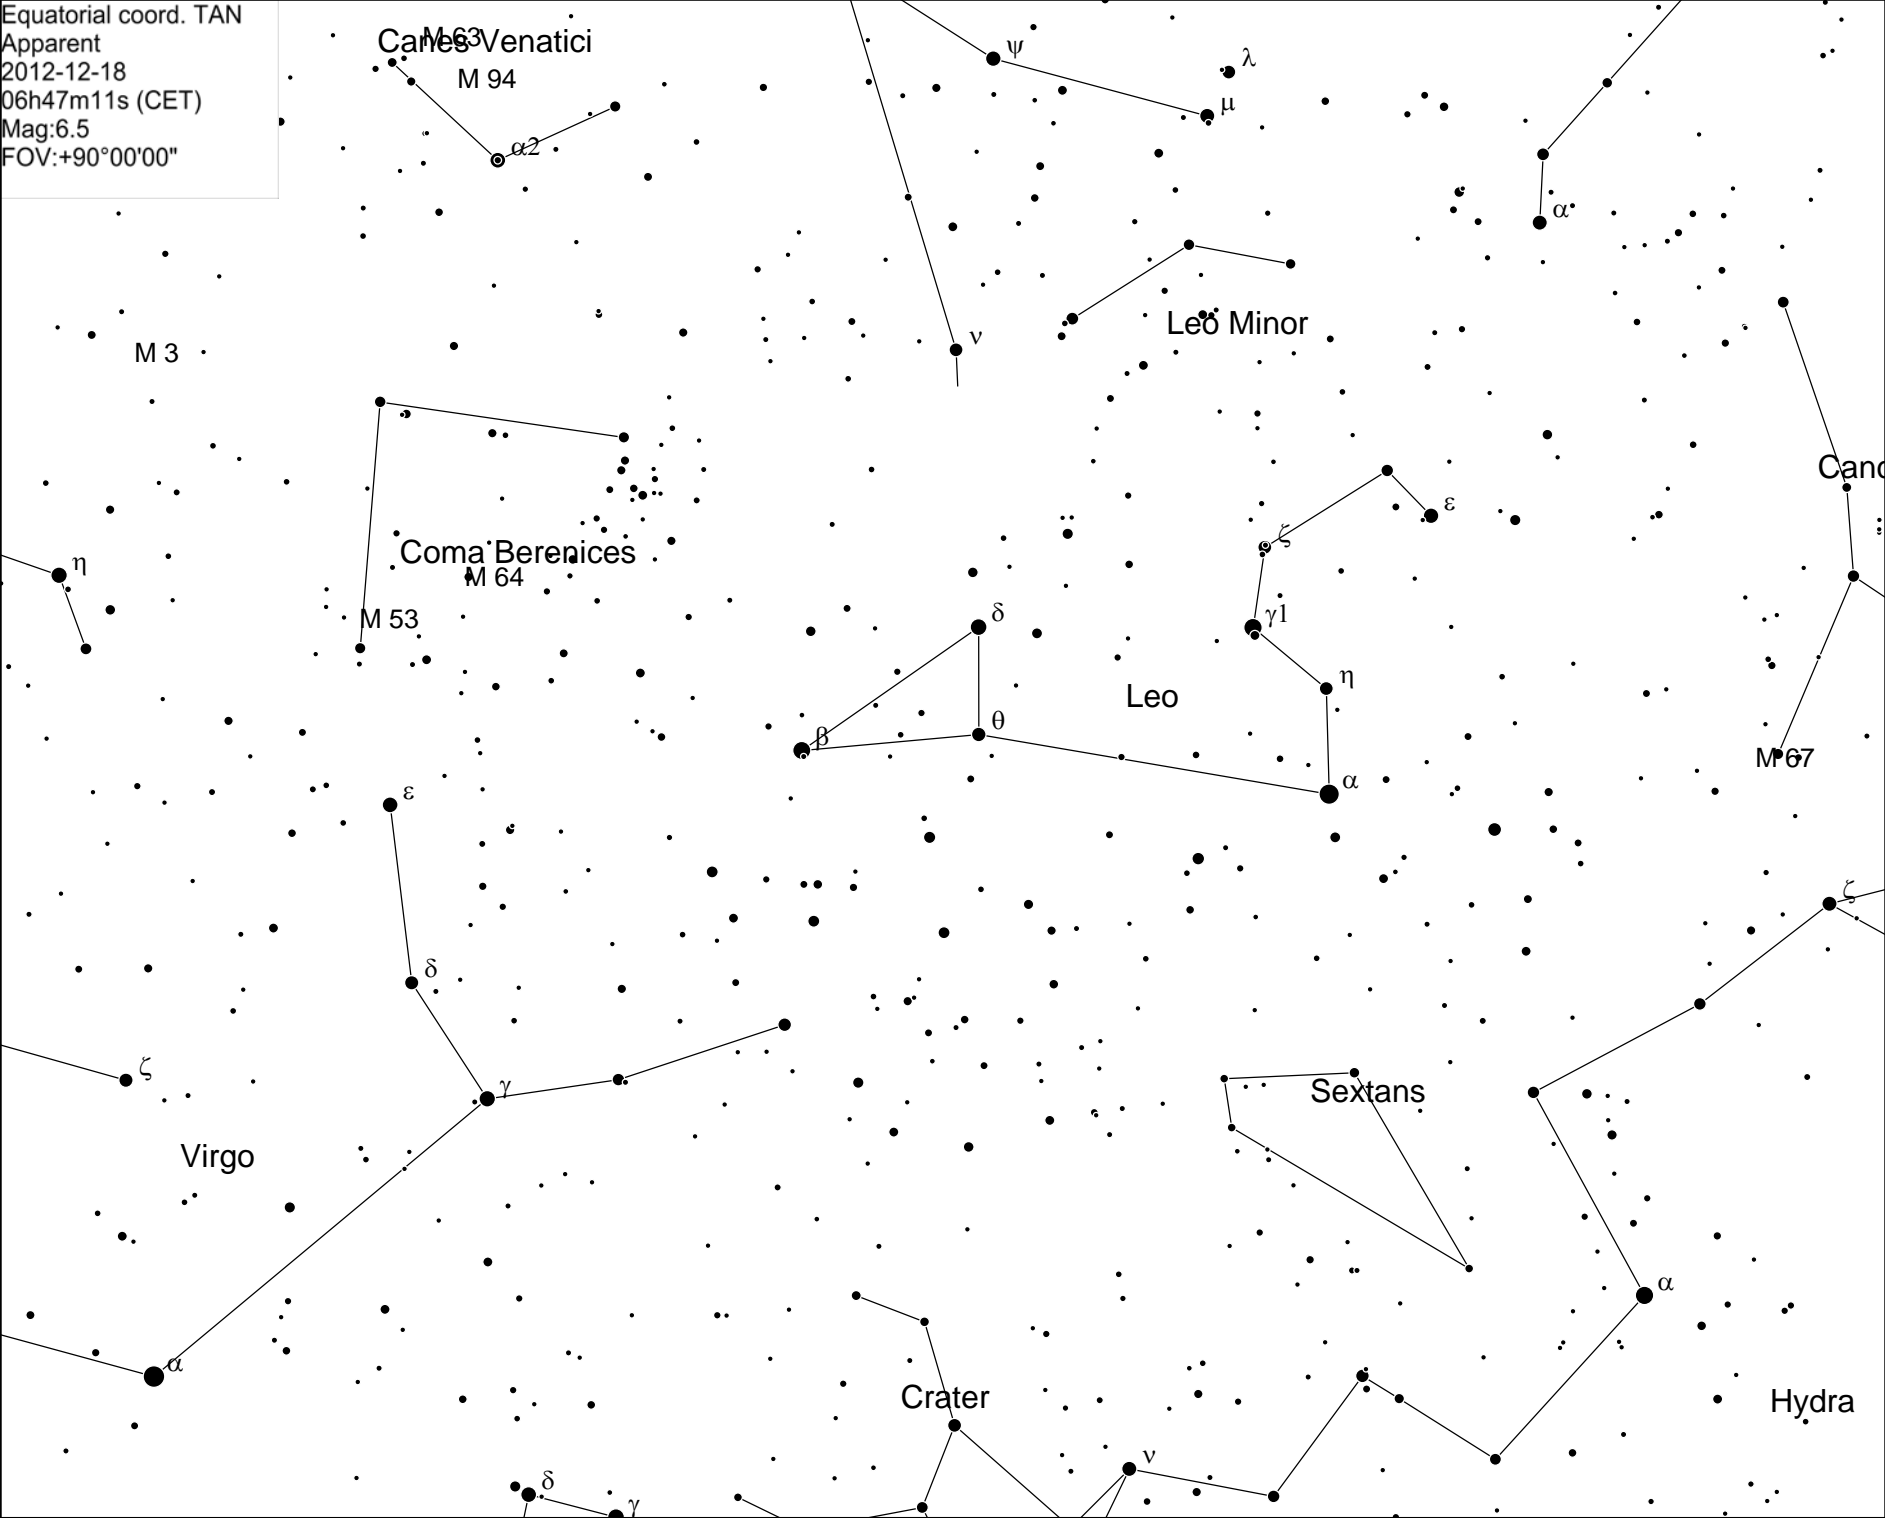 Equatorial coord. TAN
Apparent
2012-12-18
06h47m11s (CET)
Mag:6.5
FOV:+90°00'00"
M 63
Canes Venatici
M 94
α2
ψ
λ
μ
α
M 3
ν
Leo Minor
Canc
ε
ζ
Coma Berenices
M 64
η
M 53
δ
γ1
η
Leo
θ
β
M 67
α
ε
ζ
δ
ζ
γ
Sextans
Virgo
α
α
Crater
Hydra
ν
δ
γ